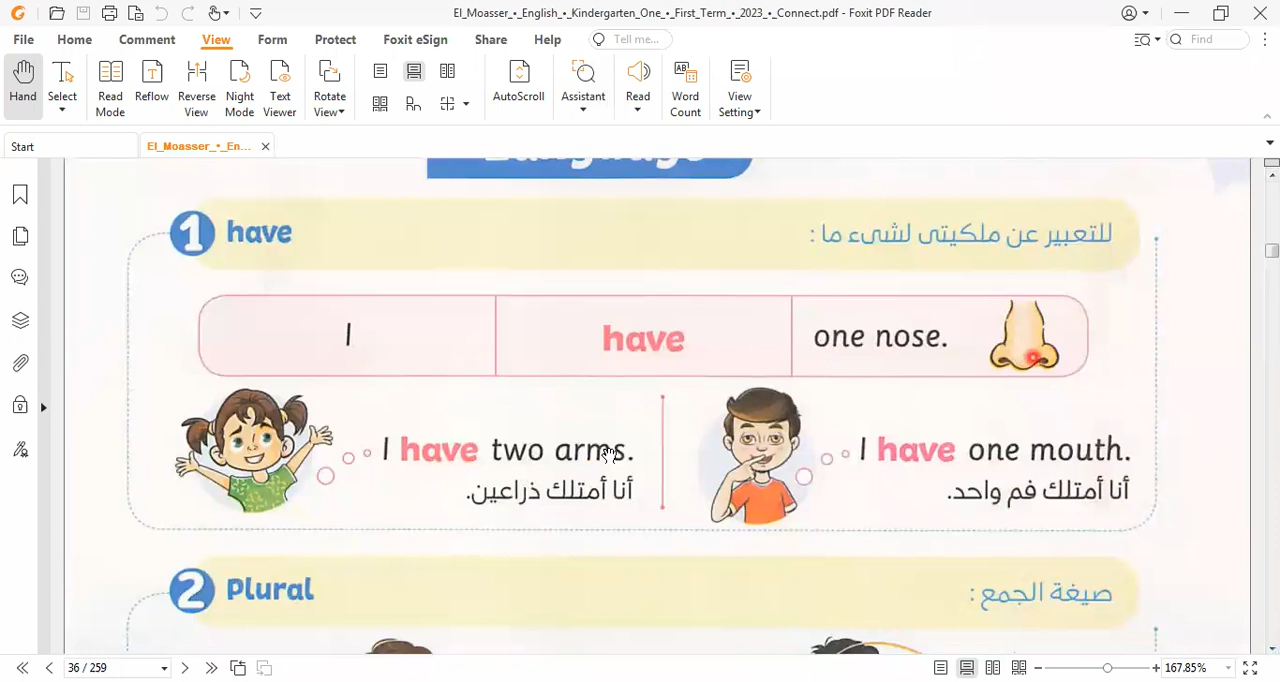 El_Moasser_•_English_•_Kindergarten_One_•_First_Term_•_2023_•_Connect.pdf - Foxit PDF Reader
File Home Comment View Form Protect Foxit eSign Share Help Tell me... Find
Hand Select Read Mode Reflow Reverse View Night Mode Text Viewer Rotate View AutoScroll Assistant Read Word Count View Setting
Start El_Moasser_•_En...
Language
1 have للتعبير عن ملكيتى لشىء ما :
I have one nose.
I have two arms. I have one mouth.
أنا أمتلك ذراعين. أنا أمتلك فم واحد.
2 Plural صيغة الجمع :
36 / 259 167.85%